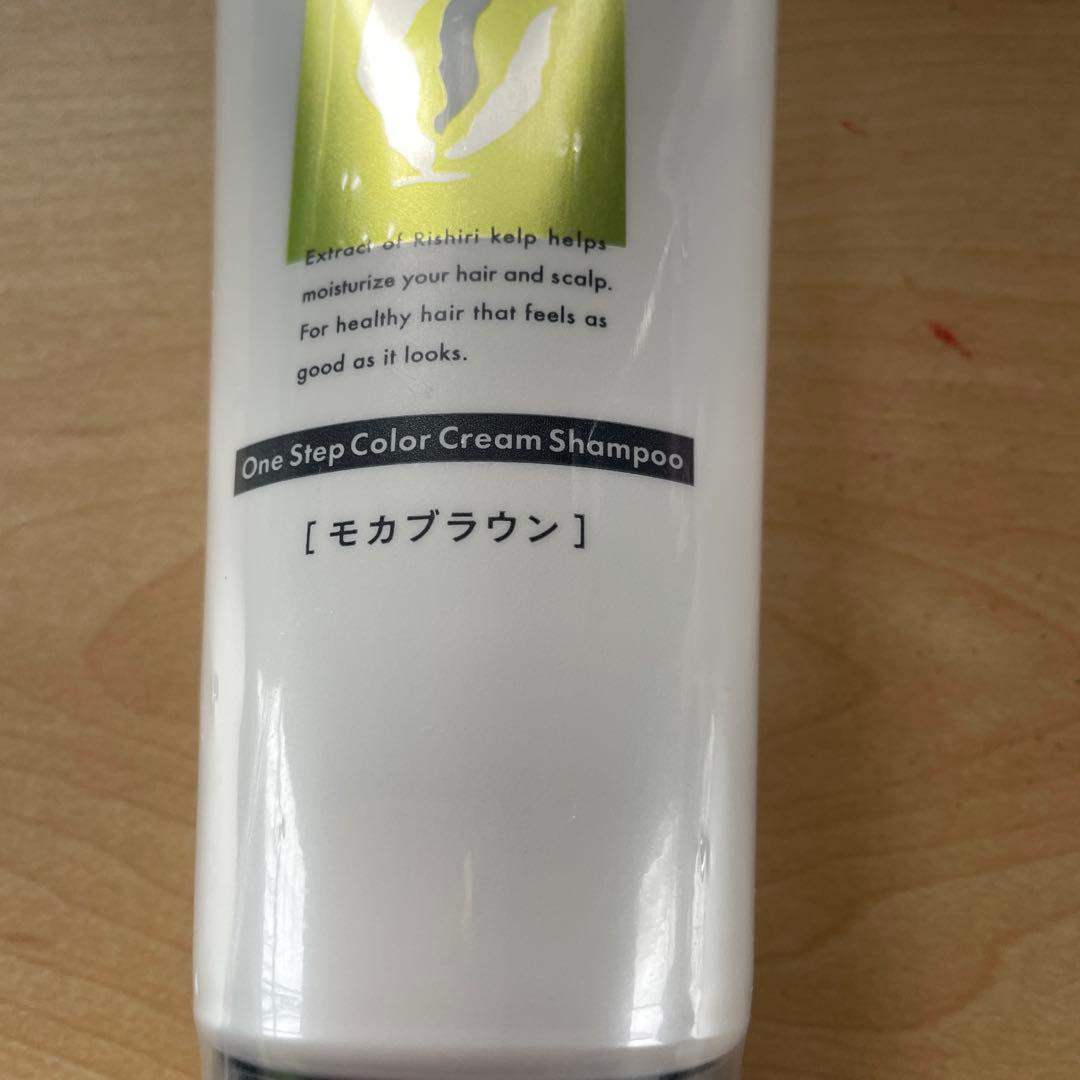 Extract of Rishiri kelp helps
moisturize your hair and scalp.
For healthy hair that feels as
good as it looks.
One Step Color Cream Shampoo
[モカブラウン]